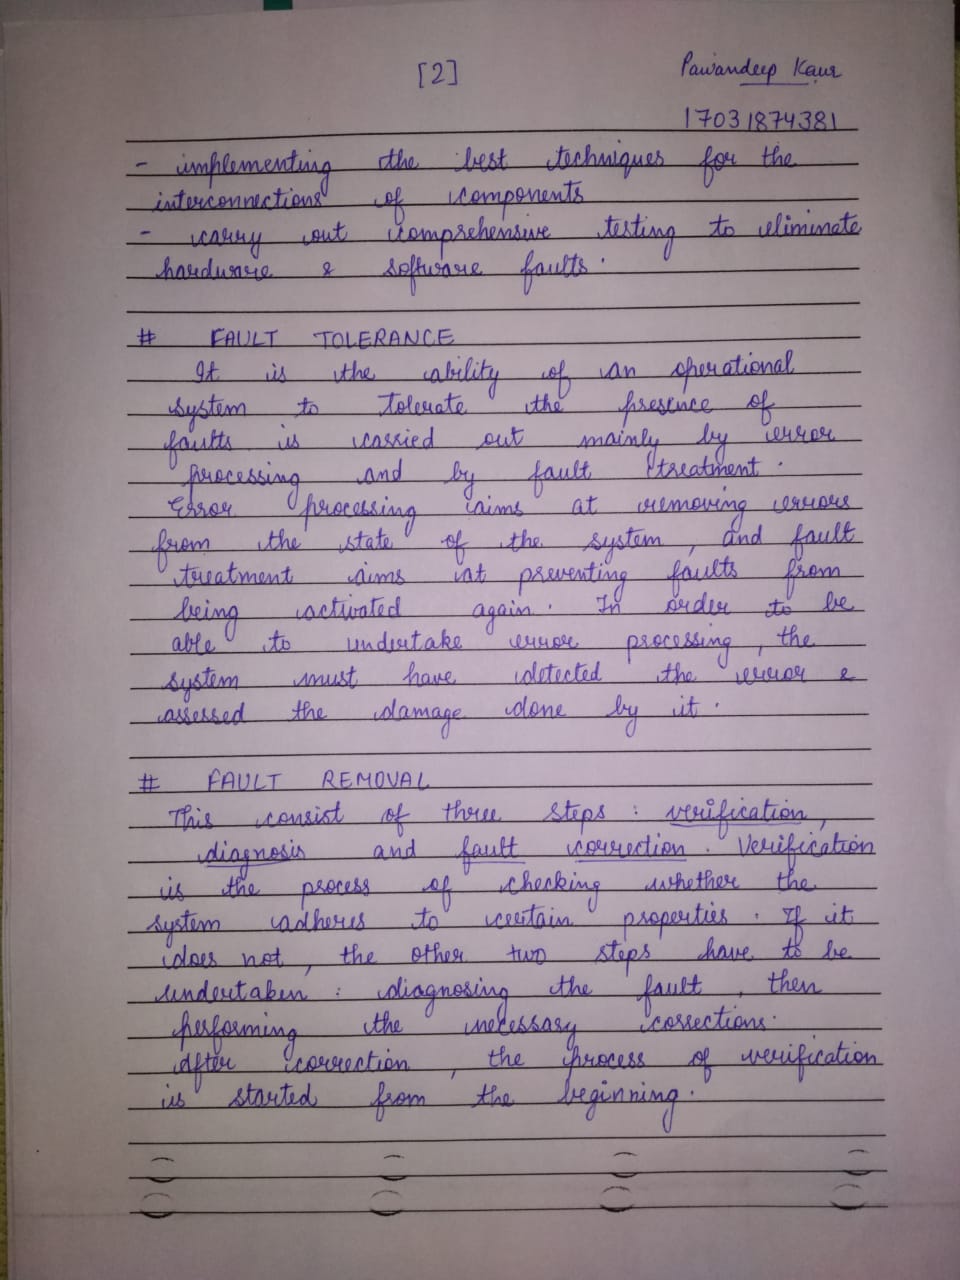 [2]
Pawandeep Kaur
17031874381
- implementing the best techniques for the
interconnections of components
- carry out comprehensive testing to eliminate
hardware & software faults.
# FAULT TOLERANCE
It is the ability of an operational
system to tolerate the presence of
faults is carried out mainly by error
processing and by fault treatment.
Error processing aims at removing errors
from the state of the system, and fault
treatment aims at preventing faults from
being activated again. In order to be
able to undertake error processing, the
system must have detected the error &
assessed the damage done by it.
# FAULT REMOVAL
This consist of three steps : verification,
diagnosis and fault correction. Verification
is the process of checking whether the
system adheres to certain properties. If it
does not, the other two steps have to be
undertaken : diagnosing the fault, then
performing the necessary corrections.
After correction, the process of verification
is started from the beginning.